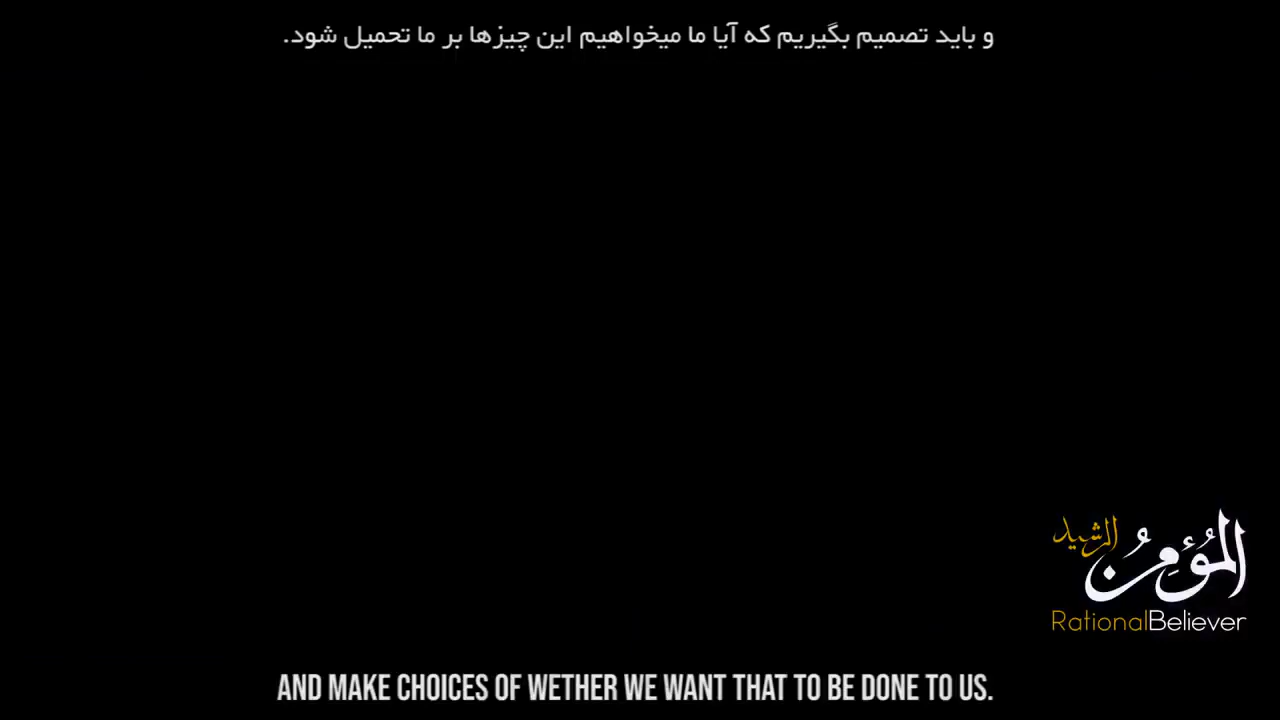 و باید تصمیم بگیریم که آیا ما میخواهیم این چیزها بر ما تحمیل شود.
المؤمن الرشيد
RationalBeliever
AND MAKE CHOICES OF WETHER WE WANT THAT TO BE DONE TO US.